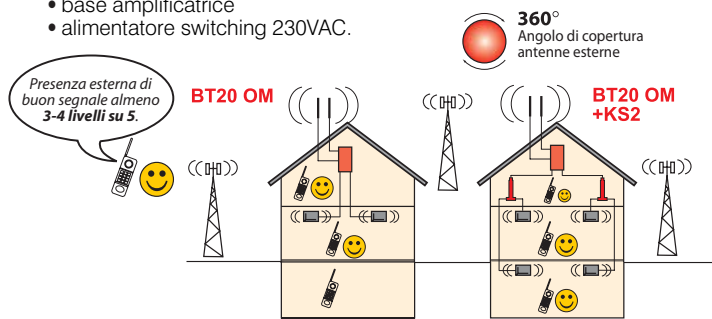 • base amplificatrice
• alimentatore switching 230VAC.
360°
Angolo di copertura
antenne esterne
Presenza esterna di
buon segnale almeno
3-4 livelli su 5.
BT20 OM
BT20 OM
+KS2